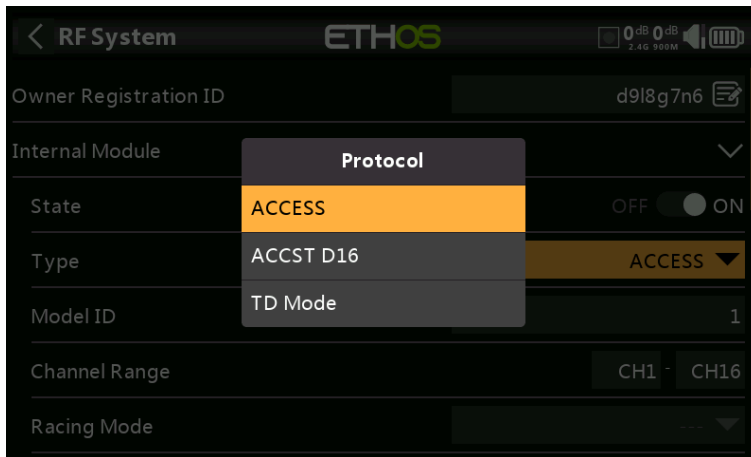 RF System ETHOS 0dB 0dB
2.4G 900M
Owner Registration ID d9l8g7n6
Internal Module
Protocol
State OFF ON
ACCESS
Type ACCESS
ACCST D16
TD Mode
Model ID 1
Channel Range CH1 - CH16
Racing Mode ---